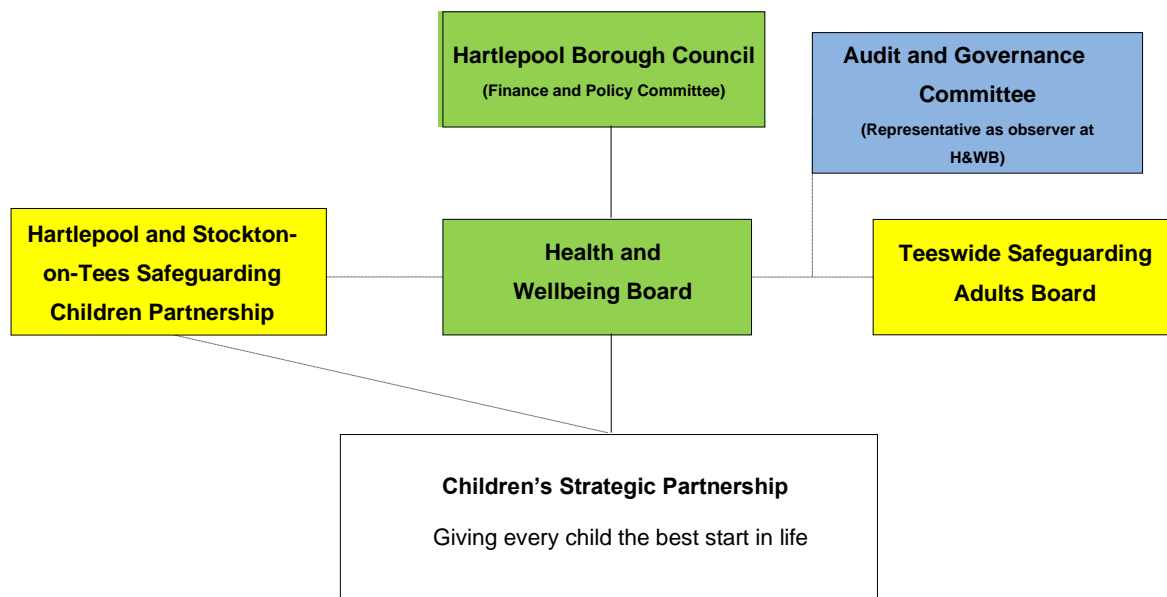 Hartlepool Borough Council
(Finance and Policy Committee)
Audit and Governance
Committee
(Representative as observer at
H&WB)
Hartlepool and Stockton-
on-Tees Safeguarding
Children Partnership
Health and
Wellbeing Board
Teeswide Safeguarding
Adults Board
Children’s Strategic Partnership
Giving every child the best start in life